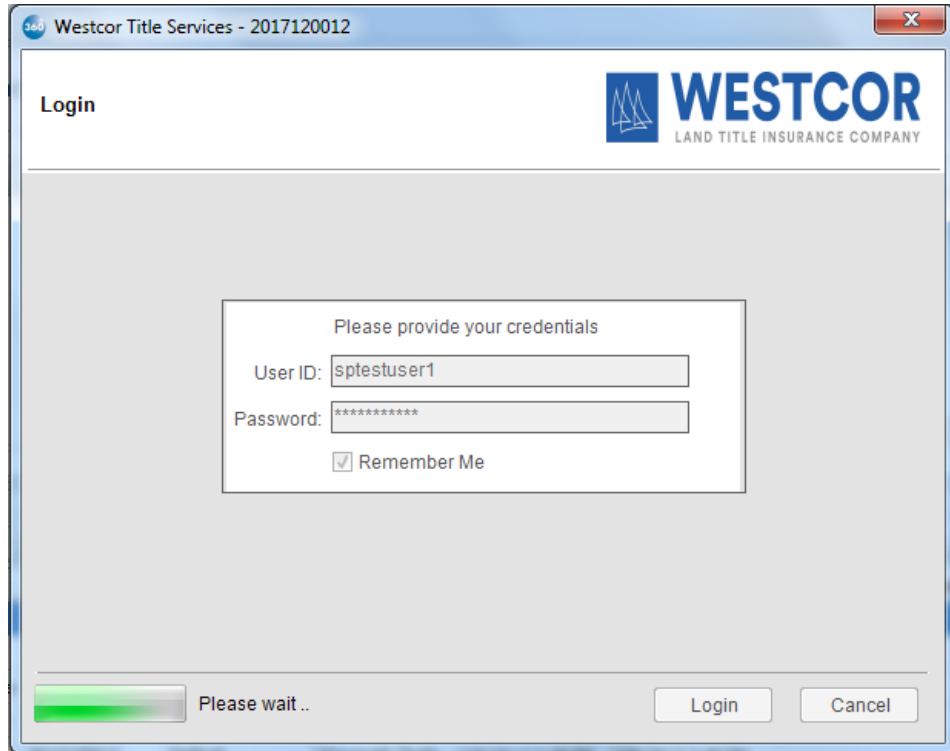 360 Westcor Title Services - 2017120012
Login
WESTCOR
LAND TITLE INSURANCE COMPANY
Please provide your credentials
User ID: sptestuser1
Password: ***********
Remember Me
Please wait ..
Login
Cancel